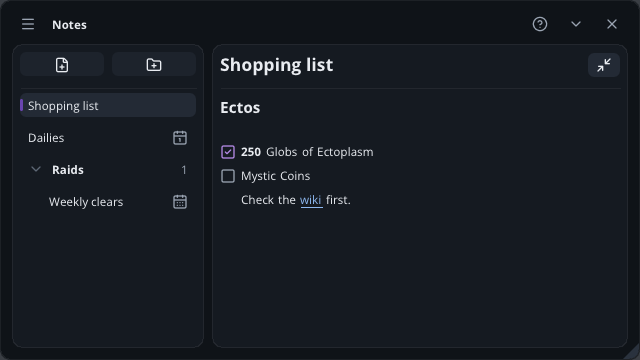 Notes
Shopping list
Dailies
Raids 1
Weekly clears
Shopping list
Ectos
250 Globs of Ectoplasm
Mystic Coins
Check the wiki first.